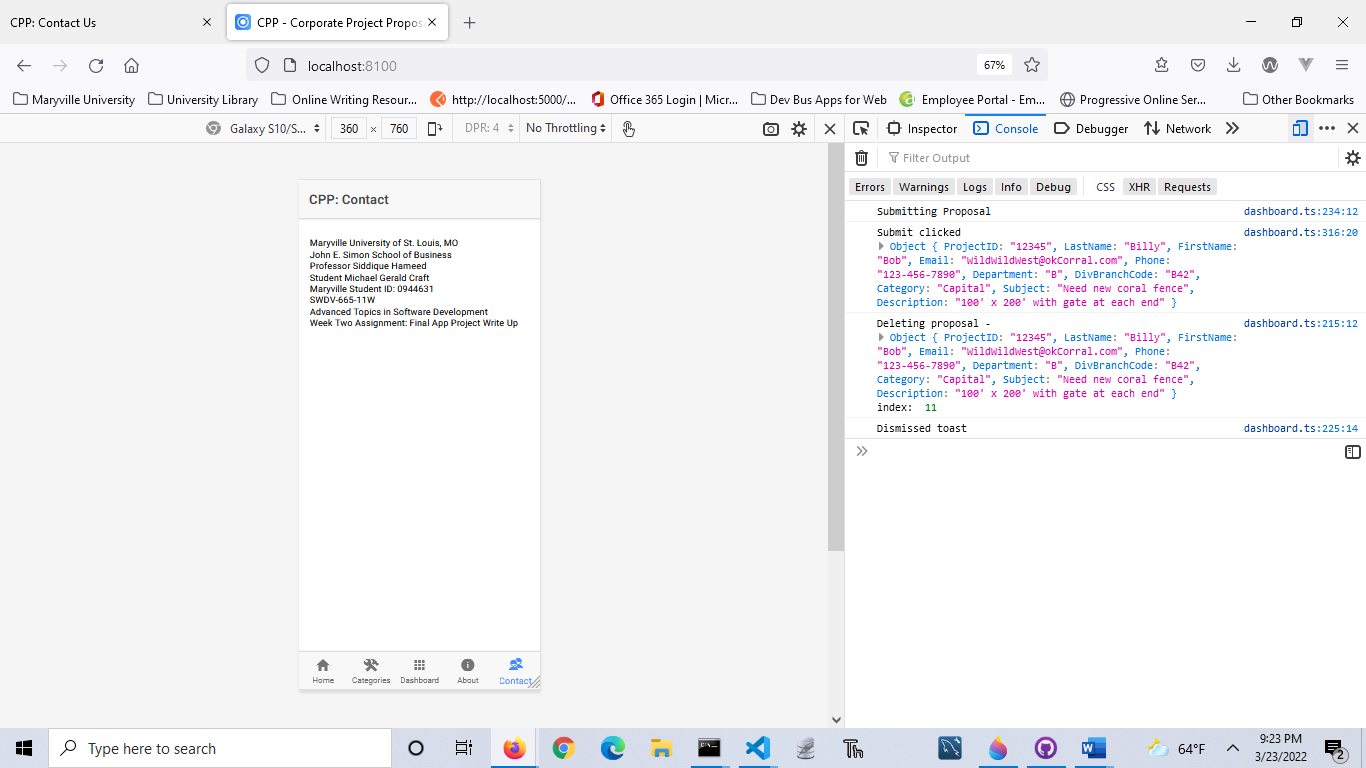 CPP: Contact Us
CPP - Corporate Project Propos
localhost:8100
67%
Maryville University
University Library
Online Writing Resour...
http://localhost:5000/...
Office 365 Login | Micr...
Dev Bus Apps for Web
Employee Portal - Em...
Progressive Online Ser...
Other Bookmarks
Galaxy S10/S...
360 × 760
DPR: 4
No Throttling
Inspector
Console
Debugger
Network
Filter Output
Errors
Warnings
Logs
Info
Debug
CSS
XHR
Requests
CPP: Contact
Maryville University of St. Louis, MO
John E. Simon School of Business
Professor Siddique Hameed
Student Michael Gerald Craft
Maryville Student ID: 0944631
SWDV-665-11W
Advanced Topics in Software Development
Week Two Assignment: Final App Project Write Up
Home
Categories
Dashboard
About
Contact
Submitting Proposal dashboard.ts:234:12
Submit clicked dashboard.ts:316:20
Object { ProjectID: "12345", LastName: "Billy", FirstName:
"Bob", Email: "WildWildWest@okCorral.com", Phone:
"123-456-7890", Department: "B", DivBranchCode: "B42",
Category: "Capital", Subject: "Need new coral fence",
Description: "100' x 200' with gate at each end" }
Deleting proposal - dashboard.ts:215:12
Object { ProjectID: "12345", LastName: "Billy", FirstName:
"Bob", Email: "WildWildWest@okCorral.com", Phone:
"123-456-7890", Department: "B", DivBranchCode: "B42",
Category: "Capital", Subject: "Need new coral fence",
Description: "100' x 200' with gate at each end" }
index: 11
Dismissed toast dashboard.ts:225:14
Type here to search
64°F
9:23 PM
3/23/2022
2